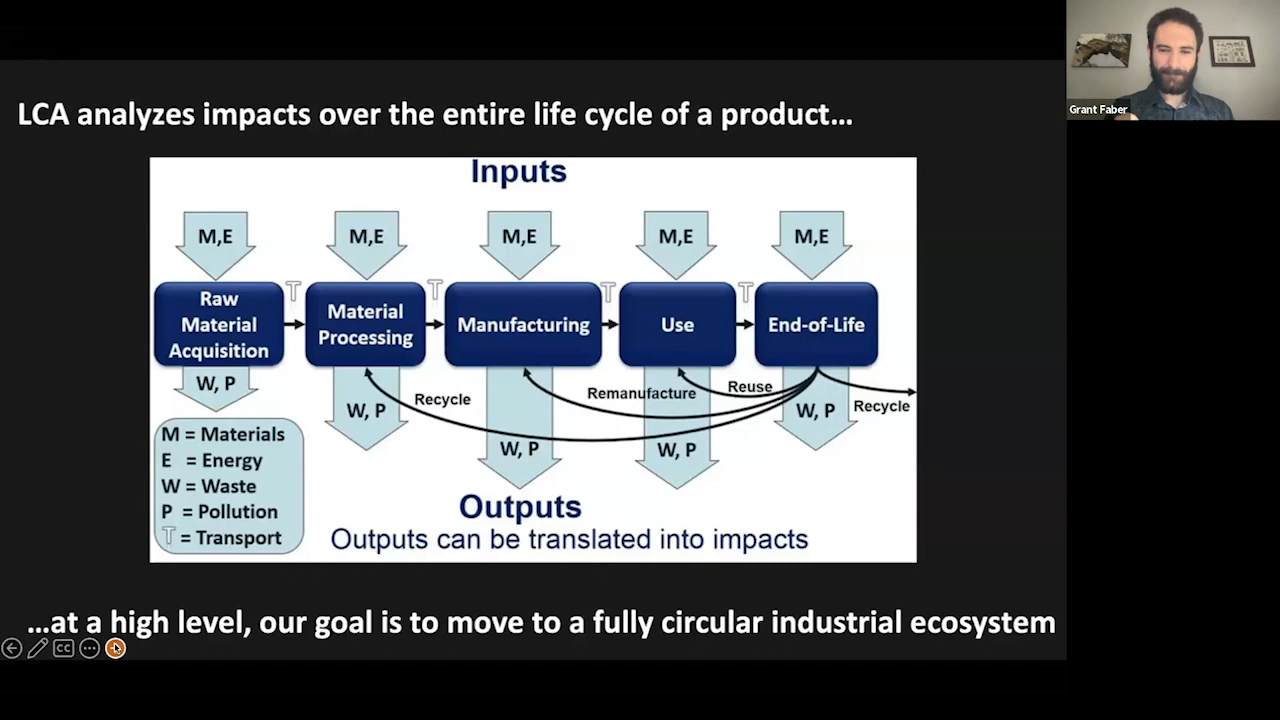 Grant Faber
LCA analyzes impacts over the entire life cycle of a product…
Inputs
M,E
M,E
M,E
M,E
M,E
Raw
Material
Acquisition
T
Material
Processing
T
Manufacturing
T
Use
T
End-of-Life
W, P
W, P
W, P
W, P
W, P
Recycle
Remanufacture
Reuse
Recycle
M = Materials
E = Energy
W = Waste
P = Pollution
T = Transport
Outputs
Outputs can be translated into impacts
…at a high level, our goal is to move to a fully circular industrial ecosystem
CC